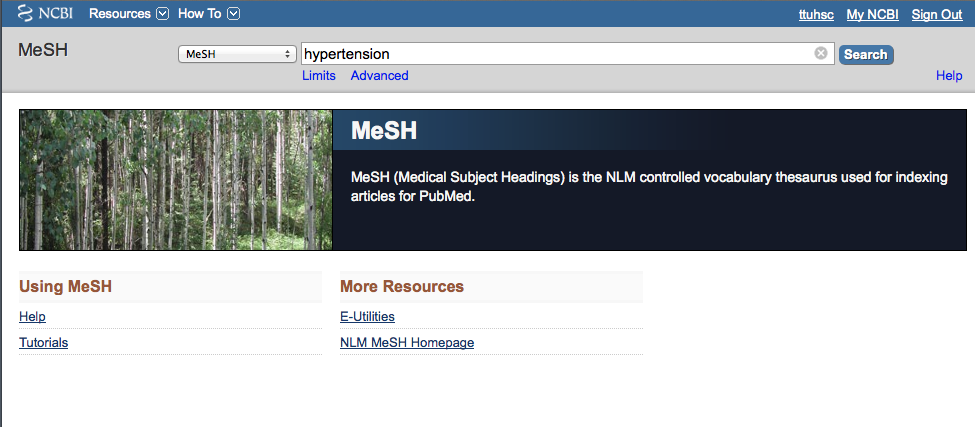 NCBI Resources How To ttuhsc My NCBI Sign Out
MeSH MeSH hypertension Search
Limits Advanced Help
MeSH
MeSH (Medical Subject Headings) is the NLM controlled vocabulary thesaurus used for indexing
articles for PubMed.
Using MeSH
Help
Tutorials
More Resources
E-Utilities
NLM MeSH Homepage